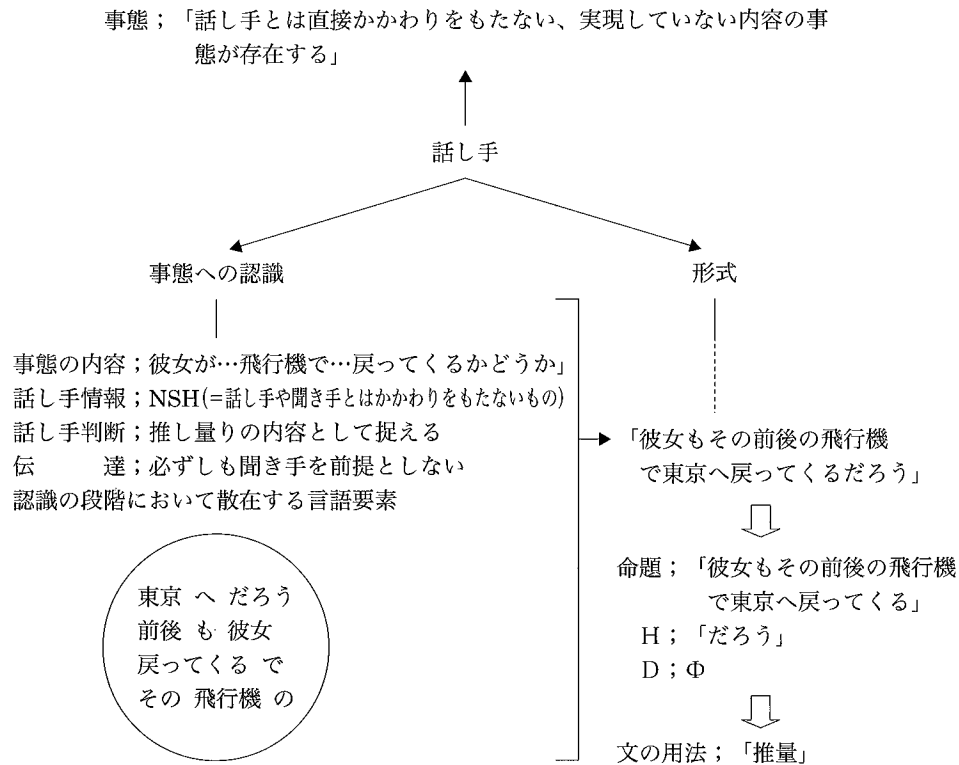 事態；「話し手とは直接かかわりをもたない、実現していない内容の事
態が存在する」
話し手
事態への認識
形式
事態の内容；彼女が…飛行機で…戻ってくるかどうか」
話し手情報；NSH(=話し手や聞き手とはかかわりをもたないもの)
話し手判断；推し量りの内容として捉える
伝　　達；必ずしも聞き手を前提としない
認識の段階において散在する言語要素
東京 へ だろう
前後 も 彼女
戻ってくる で
その 飛行機 の
「彼女もその前後の飛行機
で東京へ戻ってくるだろう」
命題；「彼女もその前後の飛行機
で東京へ戻ってくる」
H；「だろう」
D；Φ
文の用法；「推量」